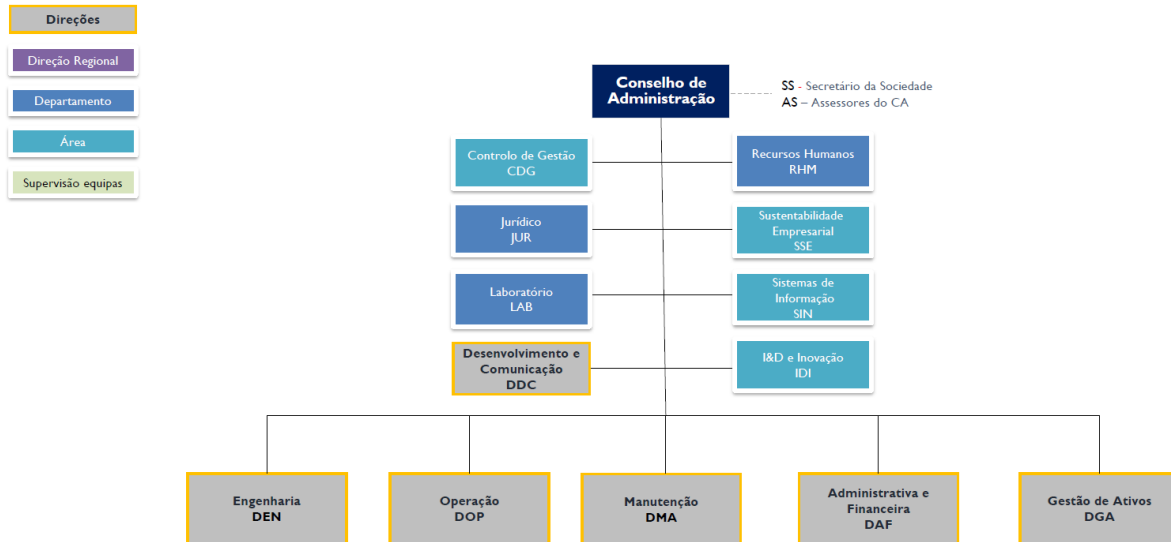 Direções
Direção Regional
Departamento
Área
Supervisão equipas
Conselho de
Administração
SS - Secretário da Sociedade
AS – Assessores do CA
Controlo de Gestão
CDG
Recursos Humanos
RHM
Jurídico
JUR
Sustentabilidade
Empresarial
SSE
Laboratório
LAB
Sistemas de
Informação
SIN
Desenvolvimento e
Comunicação
DDC
I&D e Inovação
IDI
Engenharia
DEN
Operação
DOP
Manutenção
DMA
Administrativa e
Financeira
DAF
Gestão de Ativos
DGA